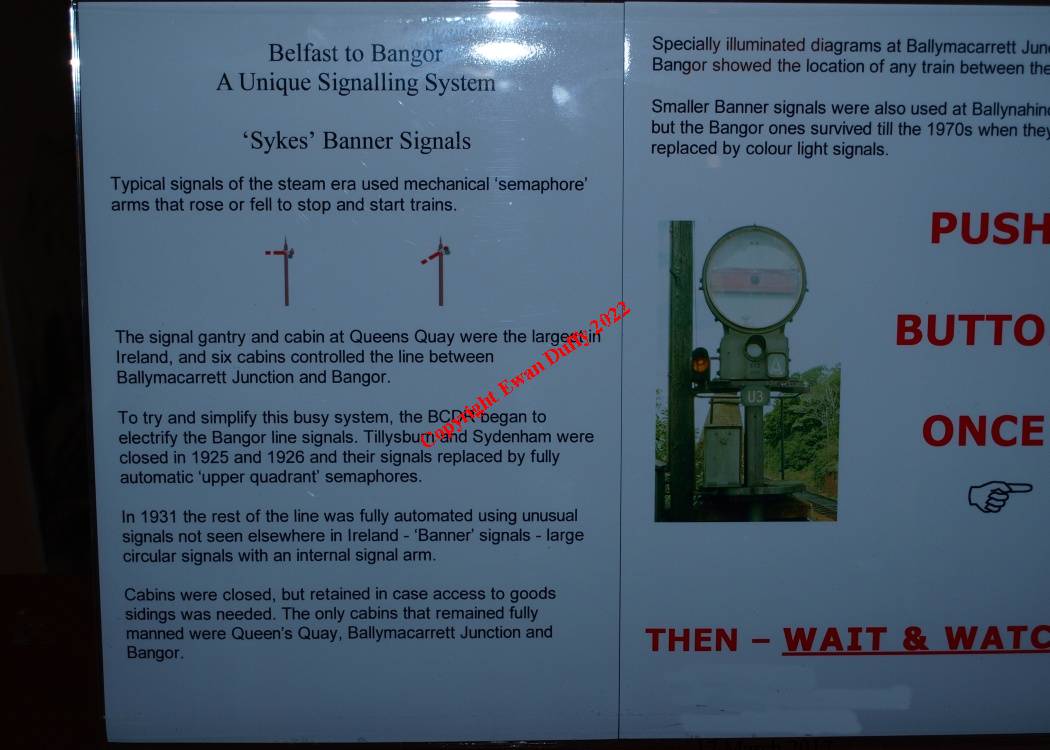 Belfast to Bangor
A Unique Signalling System
‘Sykes’ Banner Signals
Typical signals of the steam era used mechanical ‘semaphore’
arms that rose or fell to stop and start trains.
The signal gantry and cabin at Queens Quay were the largest in
Ireland, and six cabins controlled the line between
Ballymacarrett Junction and Bangor.
To try and simplify this busy system, the BCDR began to
electrify the Bangor line signals. Tillysburn and Sydenham were
closed in 1925 and 1926 and their signals replaced by fully
automatic ‘upper quadrant’ semaphores.
In 1931 the rest of the line was fully automated using unusual
signals not seen elsewhere in Ireland - ‘Banner’ signals - large
circular signals with an internal signal arm.
Cabins were closed, but retained in case access to goods
sidings was needed. The only cabins that remained fully
manned were Queen's Quay, Ballymacarrett Junction and
Bangor.
Specially illuminated diagrams at Ballymacarrett Jun
Bangor showed the location of any train between the
Smaller Banner signals were also used at Ballynahin
but the Bangor ones survived till the 1970s when they
replaced by colour light signals.
U3
PUSH
BUTTO
ONCE
THEN – WAIT & WATC
Copyright Ewan Duffy 2022